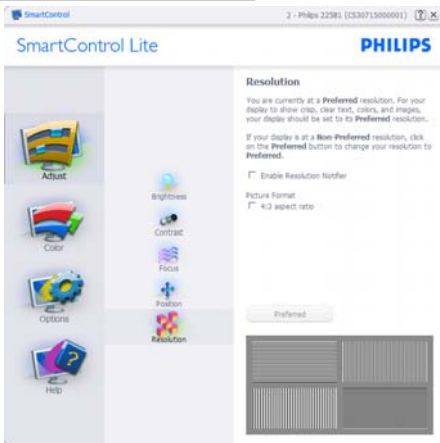 SmartControl
2 - Philips 225B1 (CS30715000001)
SmartControl Lite
PHILIPS
Adjust
Color
Options
Help
Brightness
Contrast
Focus
Position
Resolution
Resolution
You are currently at a Preferred resolution. For your
display to show crisp, clear text, colors, and images,
your display should be set to its Preferred resolution.
If your display is at a Non-Preferred resolution, click
on the Preferred button to change your resolution to
Preferred.
Enable Resolution Notifier
Picture Format
4:3 aspect ratio
Preferred